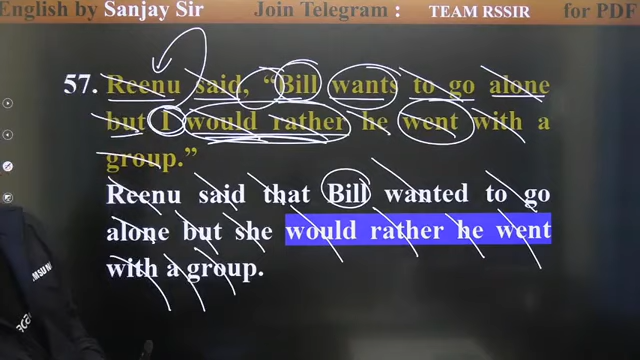 English by Sanjay Sir Join Telegram : TEAM RSSIR for PDF
57. Reenu said, "Bill wants to go alone
but I would rather he went with a
group."
Reenu said that Bill wanted to go
alone but she would rather he went
with a group.